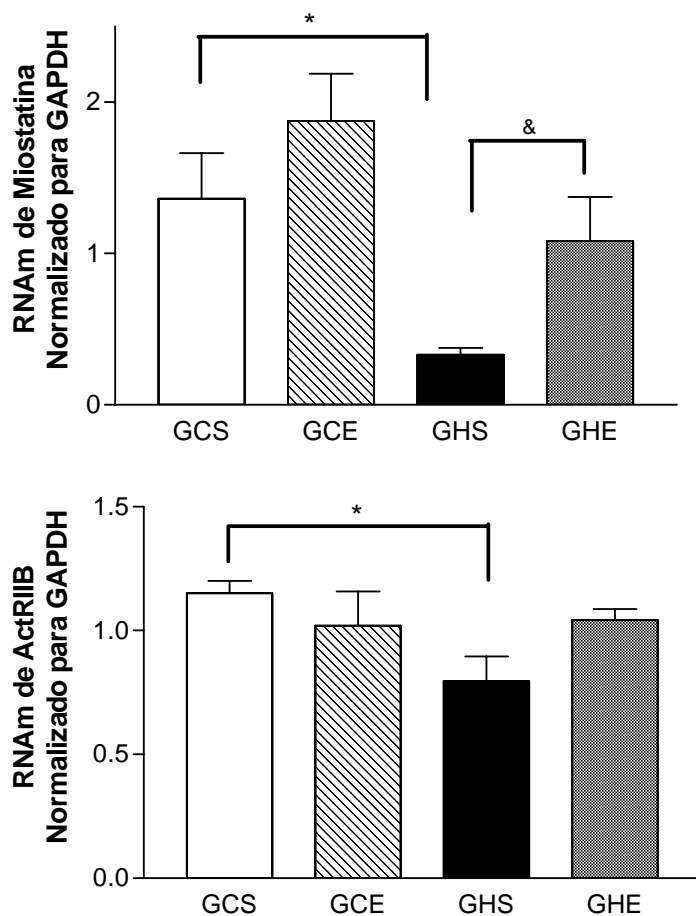 RNAm de Miostatina
Normalizado para GAPDH
2
1
0
*
&
GCS GCE GHS GHE
RNAm de ActRIIB
Normalizado para GAPDH
1.5
1.0
0.5
0.0
*
GCS GCE GHS GHE